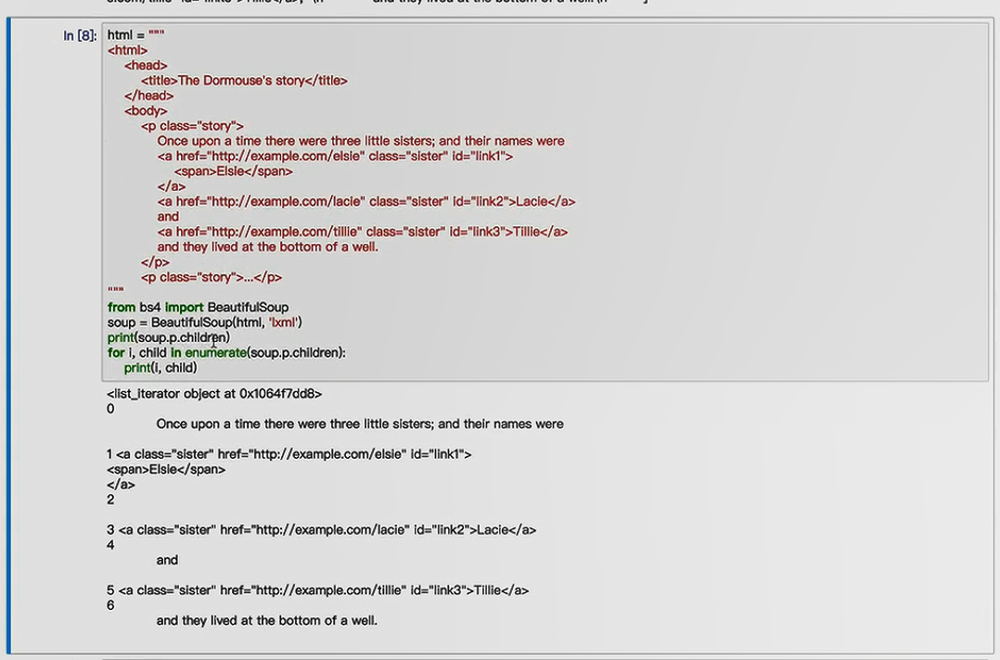 and they lived at the bottom of a well.
In [8]: html = """
<html>
<head>
<title>The Dormouse's story</title>
</head>
<body>
<p class="story">
Once upon a time there were three little sisters; and their names were
<a href="http://example.com/elsie" class="sister" id="link1">
<span>Elsie</span>
</a>
<a href="http://example.com/lacie" class="sister" id="link2">Lacie</a>
and
<a href="http://example.com/tillie" class="sister" id="link3">Tillie</a>
and they lived at the bottom of a well.
</p>
<p class="story">...</p>
"""
from bs4 import BeautifulSoup
soup = BeautifulSoup(html, 'lxml')
print(soup.p.children)
for i, child in enumerate(soup.p.children):
print(i, child)
<list_iterator object at 0x1064f7dd8>
0
Once upon a time there were three little sisters; and their names were
1 <a class="sister" href="http://example.com/elsie" id="link1">
<span>Elsie</span>
</a>
2
3 <a class="sister" href="http://example.com/lacie" id="link2">Lacie</a>
4
and
5 <a class="sister" href="http://example.com/tillie" id="link3">Tillie</a>
6
and they lived at the bottom of a well.